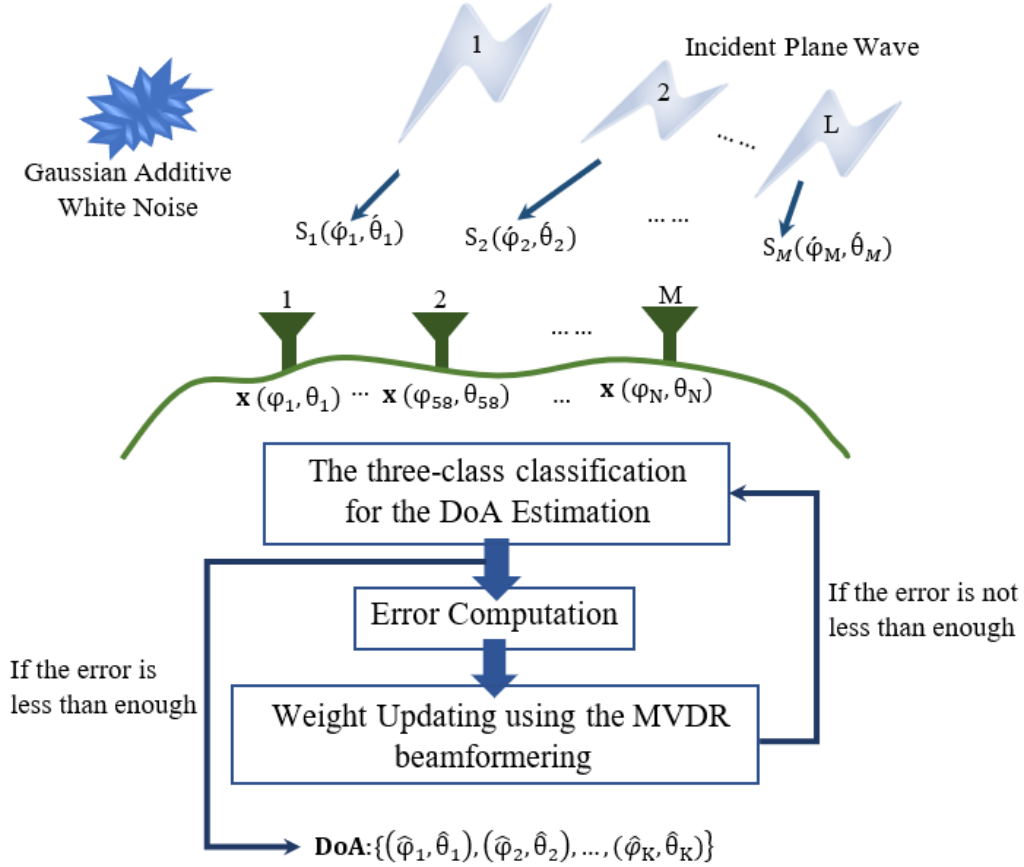 1
Incident Plane Wave
2
L
... ...
Gaussian Additive
White Noise
S₁(φ́₁,θ́₁)
S₂(φ́₂,θ́₂)
... ...
S_M(φ́_M,θ́_M)
1
2
... ...
M
x (φ₁,θ₁) ... x (φ₅₈,θ₅₈) ... x (φ_N,θ_N)
The three-class classification
for the DoA Estimation
Error Computation
If the error is not
less than enough
If the error is
less than enough
Weight Updating using the MVDR
beamformering
DoA:{(φ̂₁,θ̂₁),(φ̂₂,θ̂₂),…,(φ̂_K,θ̂_K)}